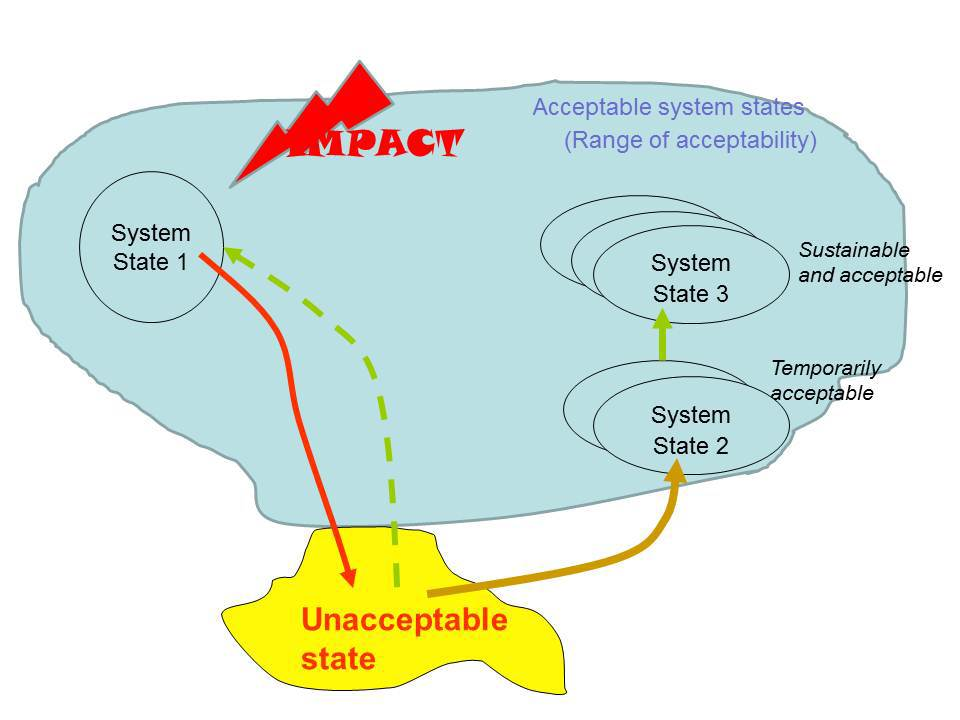 IMPACT
Acceptable system states
(Range of acceptability)
System
State 1
System
State 3
Sustainable
and acceptable
Temporarily
acceptable
System
State 2
Unacceptable
state